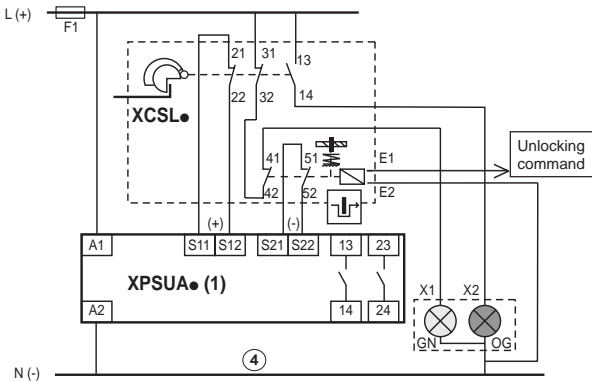 L (+)
F1
21 31 13
22 32 14
XCSL●
41 51 E1
Unlocking
command
42 52 E2
(+) (-)
A1 S11 S12 S21 S22 13 23
XPSUA● (1)
X1 X2
A2 14 24
GN OG
4
N (-)